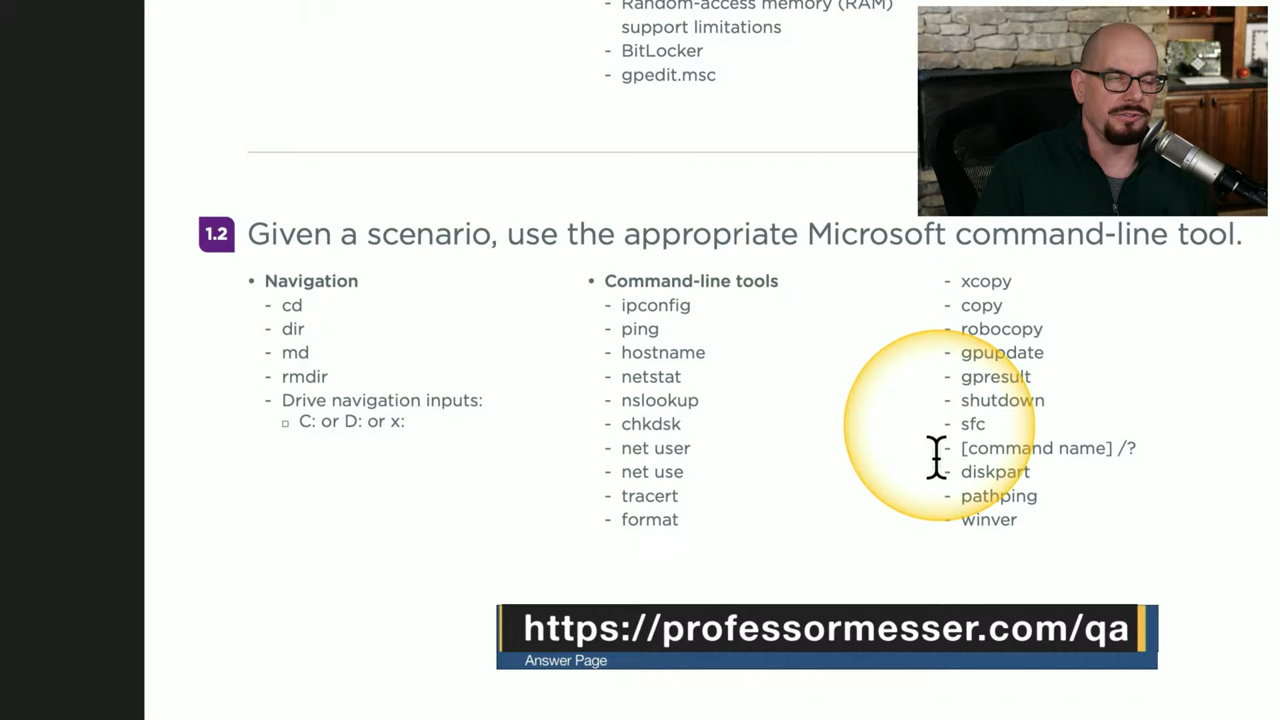 - Random-access memory (RAM)
support limitations
- BitLocker
- gpedit.msc
1.2 Given a scenario, use the appropriate Microsoft command-line tool.
• Navigation
- cd
- dir
- md
- rmdir
- Drive navigation inputs:
C: or D: or x:
• Command-line tools
- ipconfig
- ping
- hostname
- netstat
- nslookup
- chkdsk
- net user
- net use
- tracert
- format
- xcopy
- copy
- robocopy
- gpupdate
- gpresult
- shutdown
- sfc
- [command name] /?
- diskpart
- pathping
- winver
https://professormesser.com/qa
Answer Page